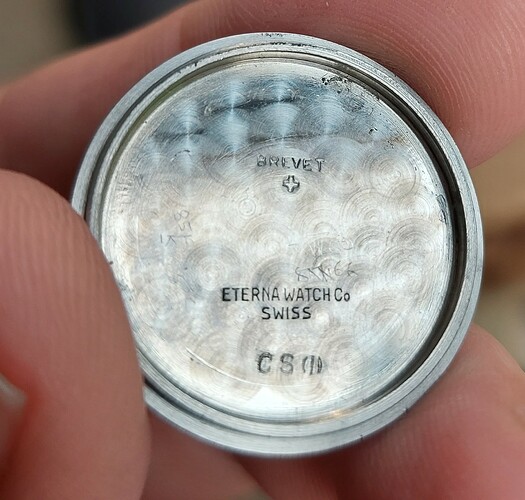 BREVET
ETERNA WATCH Co
SWISS
CS(I)